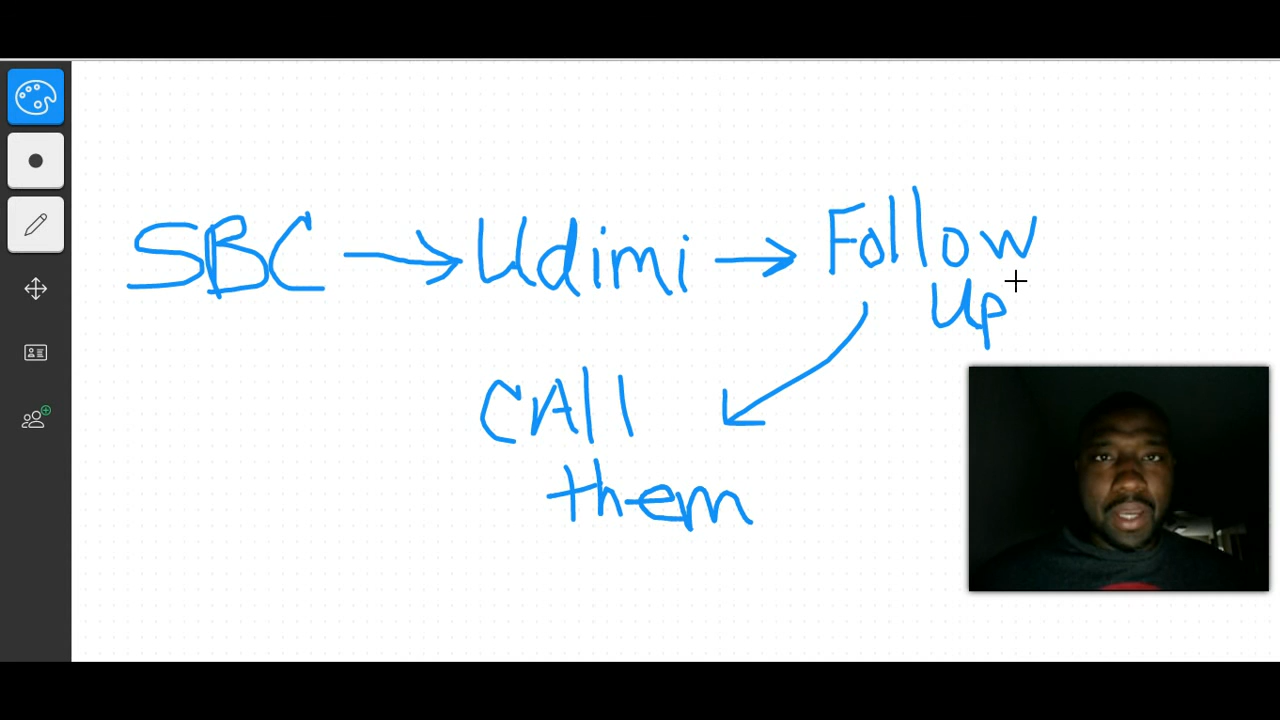 SBC → Udimi → Follow
Up
CAll
them